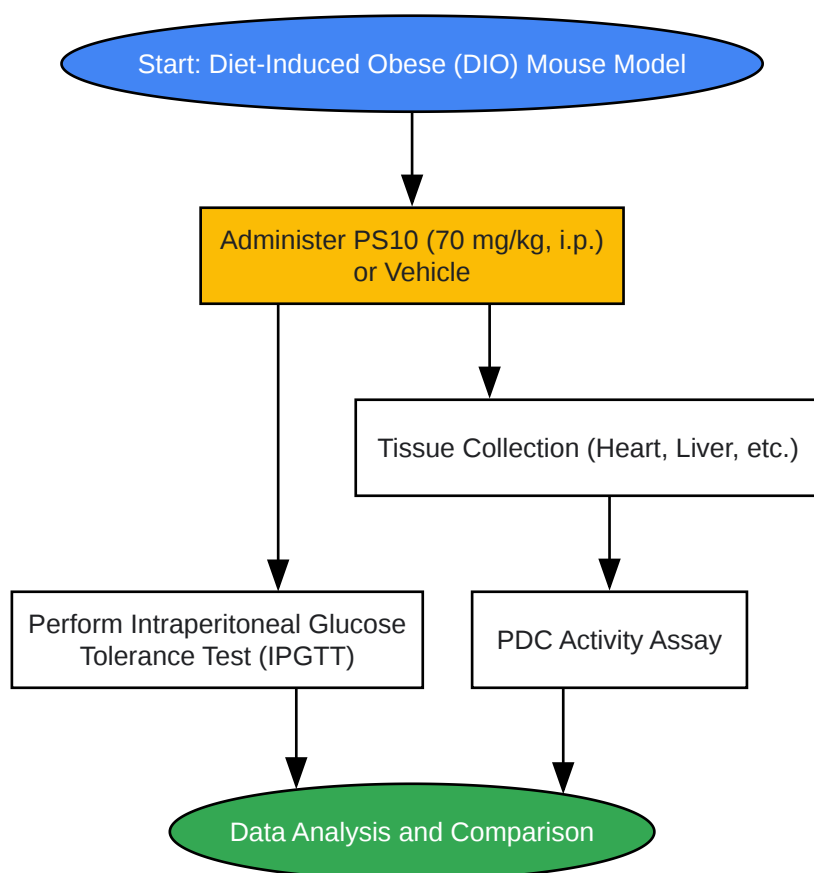 Start: Diet-Induced Obese (DIO) Mouse Model
Administer PS10 (70 mg/kg, i.p.)
or Vehicle
Tissue Collection (Heart, Liver, etc.)
Perform Intraperitoneal Glucose
Tolerance Test (IPGTT)
PDC Activity Assay
Data Analysis and Comparison